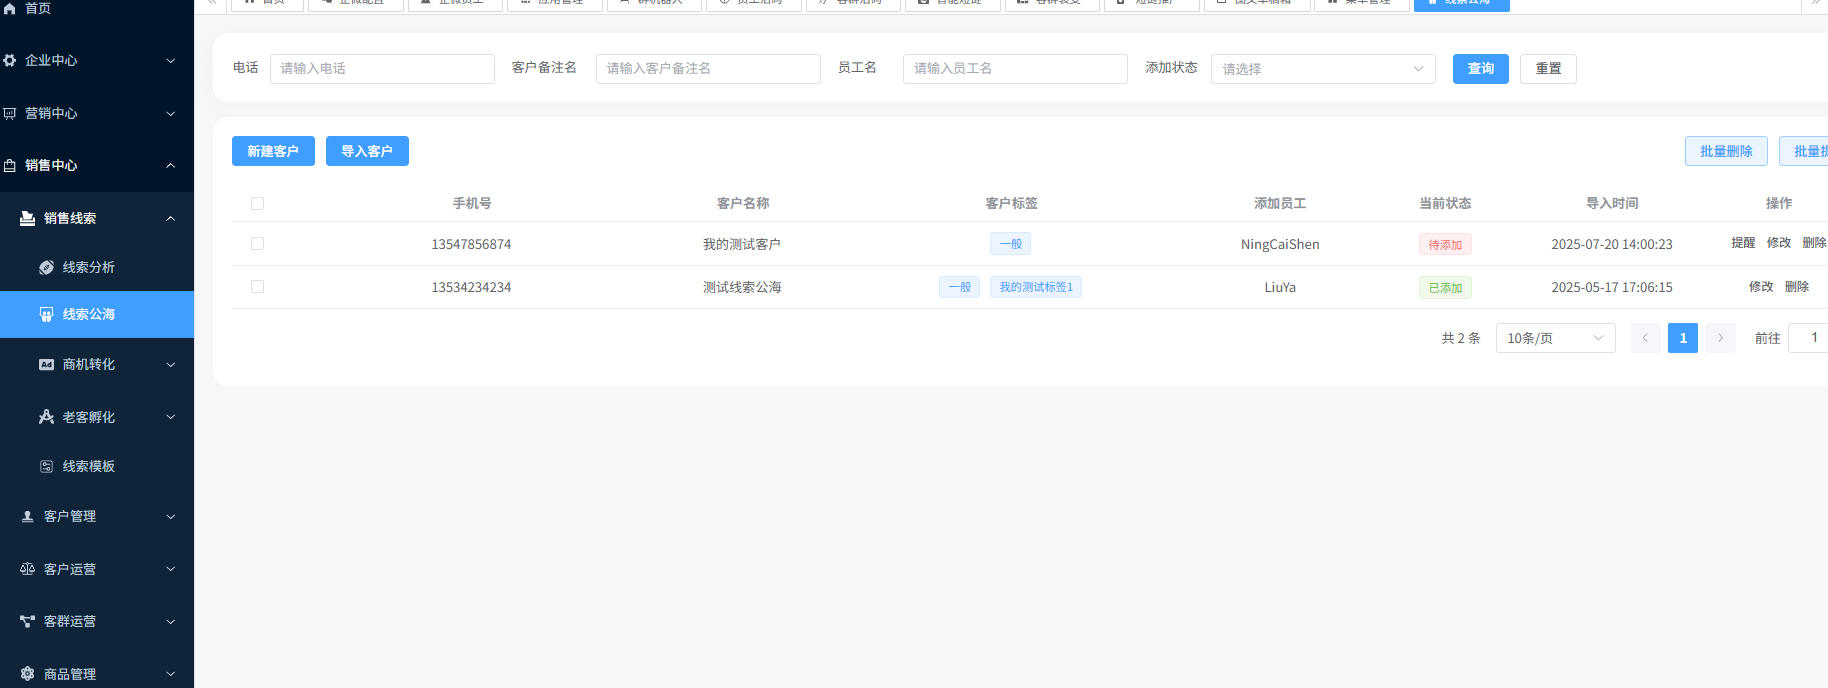 首页
企业中心
营销中心
销售中心
销售线索
线索分析
线索公海
商机转化
老客孵化
线索模板
客户管理
客户运营
客群运营
商品管理
电话 请输入电话 客户备注名 请输入客户备注名 员工名 请输入员工名 添加状态 请选择 查询 重置
新建客户 导入客户 批量删除 批量
手机号 客户名称 客户标签 添加员工 当前状态 导入时间 操作
13547856874 我的测试客户 一般 NingCaiShen 待添加 2025-07-20 14:00:23 提醒 修改 删除
13534234234 测试线索公海 一般 我的测试标签1 LiuYa 已添加 2025-05-17 17:06:15 修改 删除
共 2 条 10条/页 1 前往 1